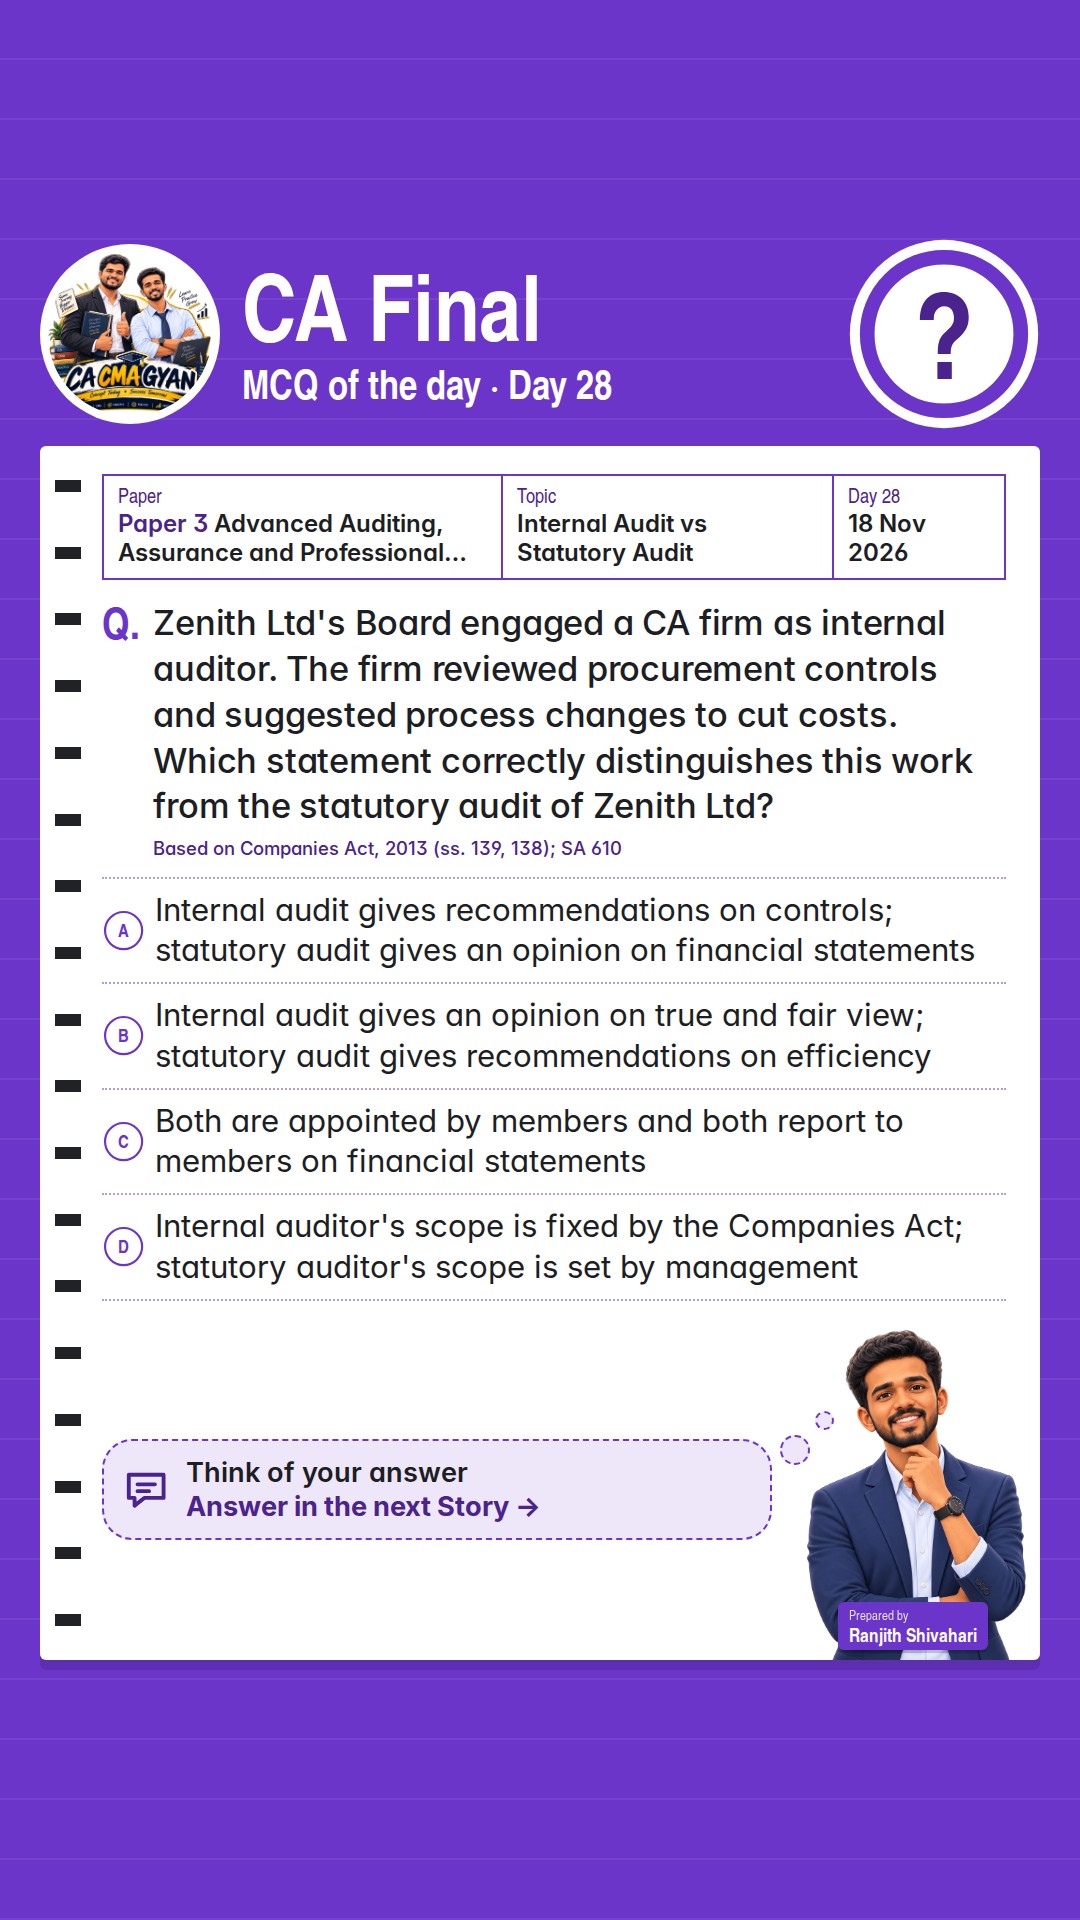 CA CMA GYAN
Concept Today • Success Tomorrow
CA Final
MCQ of the day · Day 28
?
Paper
Paper 3 Advanced Auditing,
Assurance and Professional...
Topic
Internal Audit vs
Statutory Audit
Day 28
18 Nov
2026
Q. Zenith Ltd's Board engaged a CA firm as internal
auditor. The firm reviewed procurement controls
and suggested process changes to cut costs.
Which statement correctly distinguishes this work
from the statutory audit of Zenith Ltd?
Based on Companies Act, 2013 (ss. 139, 138); SA 610
A Internal audit gives recommendations on controls;
statutory audit gives an opinion on financial statements
B Internal audit gives an opinion on true and fair view;
statutory audit gives recommendations on efficiency
C Both are appointed by members and both report to
members on financial statements
D Internal auditor's scope is fixed by the Companies Act;
statutory auditor's scope is set by management
Think of your answer
Answer in the next Story →
Prepared by
Ranjith Shivahari